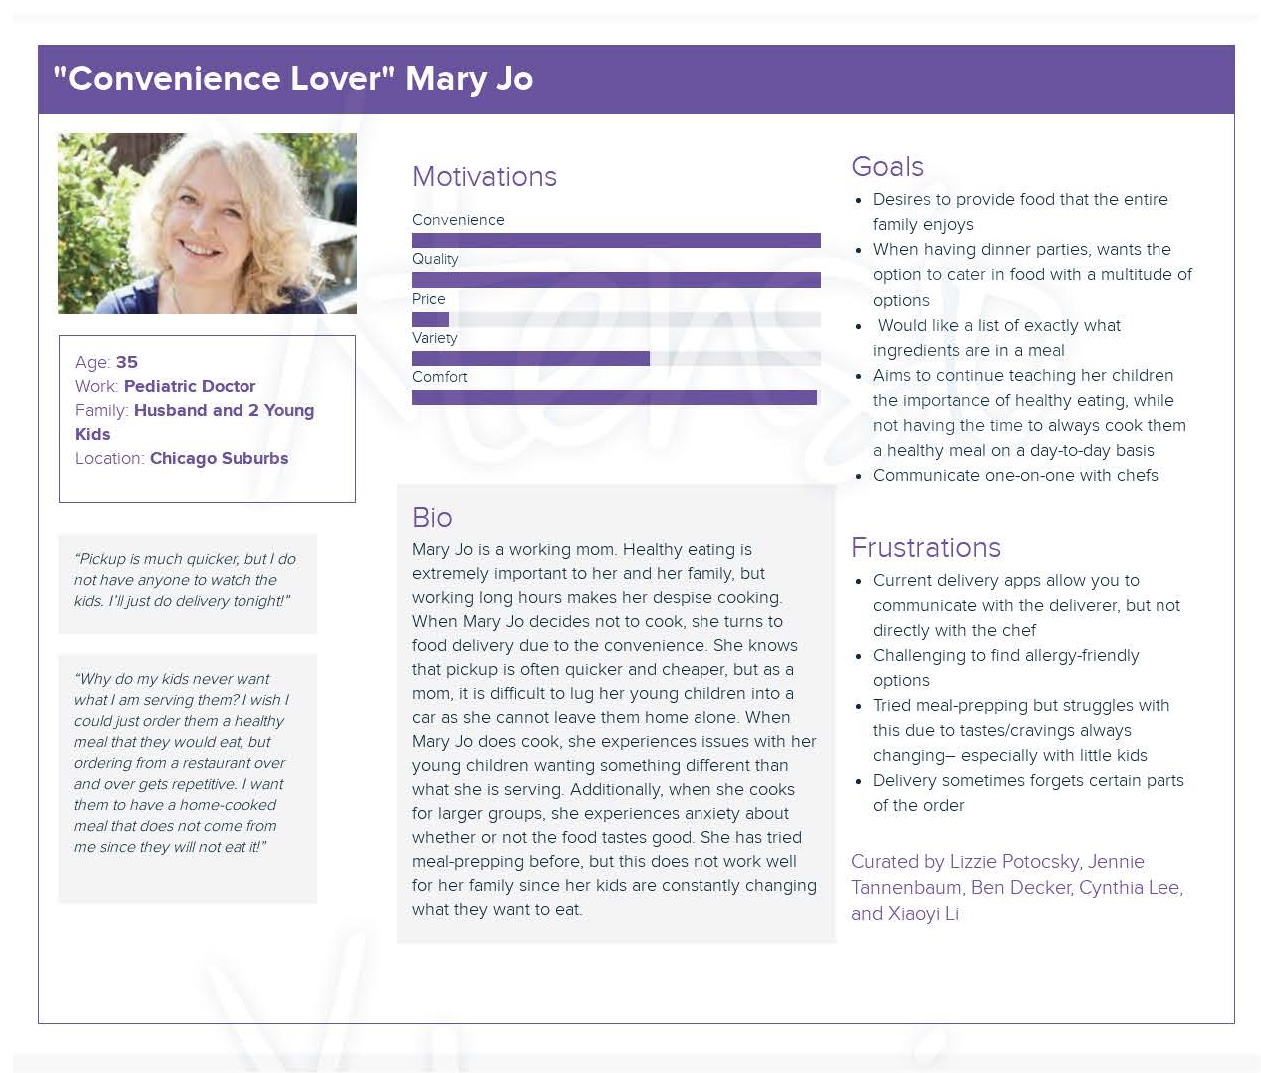 "Convenience Lover" Mary Jo
Age: 35
Work: Pediatric Doctor
Family: Husband and 2 Young
Kids
Location: Chicago Suburbs
“Pickup is much quicker, but I do
not have anyone to watch the
kids. I’ll just do delivery tonight!”
“Why do my kids never want
what I am serving them? I wish I
could just order them a healthy
meal that they would eat, but
ordering from a restaurant over
and over gets repetitive. I want
them to have a home-cooked
meal that does not come from
me since they will not eat it!”
Motivations
Convenience
Quality
Price
Variety
Comfort
Bio
Mary Jo is a working mom. Healthy eating is
extremely important to her and her family, but
working long hours makes her despise cooking.
When Mary Jo decides not to cook, she turns to
food delivery due to the convenience. She knows
that pickup is often quicker and cheaper, but as a
mom, it is difficult to lug her young children into a
car as she cannot leave them home alone. When
Mary Jo does cook, she experiences issues with her
young children wanting something different than
what she is serving. Additionally, when she cooks
for larger groups, she experiences anxiety about
whether or not the food tastes good. She has tried
meal-prepping before, but this does not work well
for her family since her kids are constantly changing
what they want to eat.
Goals
• Desires to provide food that the entire
family enjoys
• When having dinner parties, wants the
option to cater in food with a multitude of
options
• Would like a list of exactly what
ingredients are in a meal
• Aims to continue teaching her children
the importance of healthy eating, while
not having the time to always cook them
a healthy meal on a day-to-day basis
• Communicate one-on-one with chefs
Frustrations
• Current delivery apps allow you to
communicate with the deliverer, but not
directly with the chef
• Challenging to find allergy-friendly
options
• Tried meal-prepping but struggles with
this due to tastes/cravings always
changing– especially with little kids
• Delivery sometimes forgets certain parts
of the order
Curated by Lizzie Potocsky, Jennie
Tannenbaum, Ben Decker, Cynthia Lee,
and Xiaoyi Li